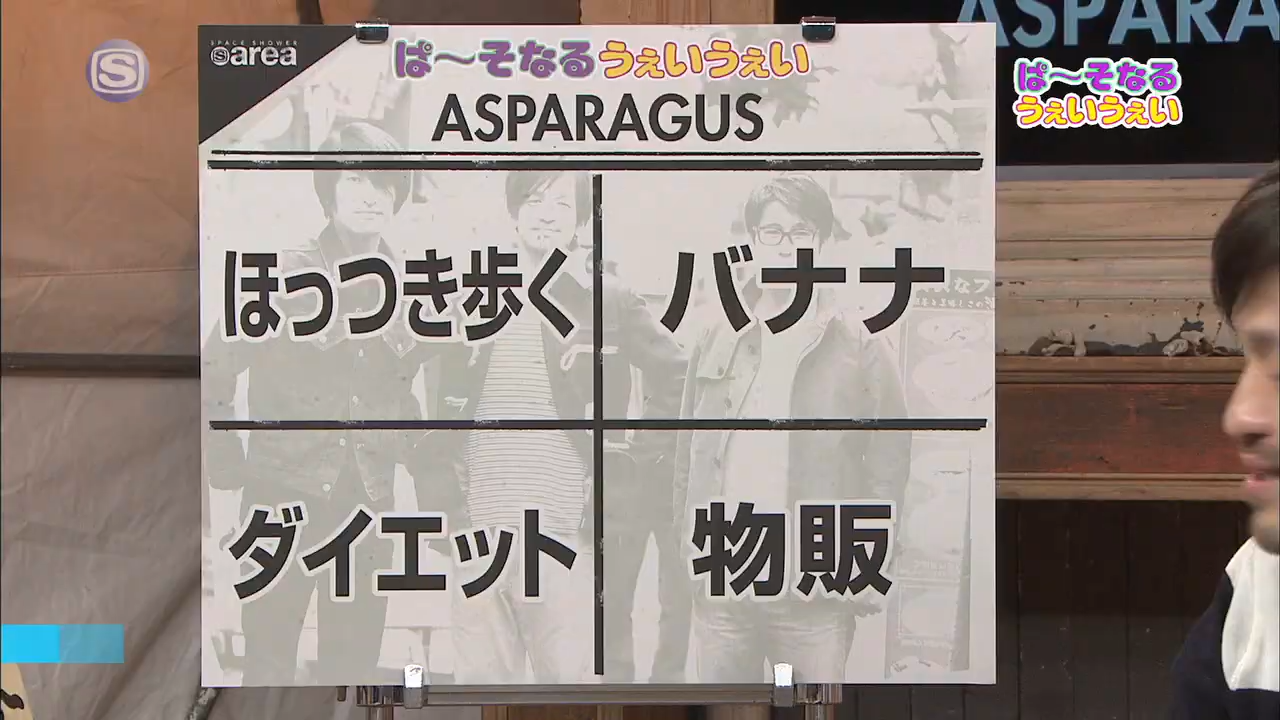 SPACE SHOWER
area
ぱ～そなるうぇいうぇい
ASPARAGUS
ほっつき歩く
バナナ
ダイエット
物販
S
ASPARA
ぱ～そなる
うぇいうぇい